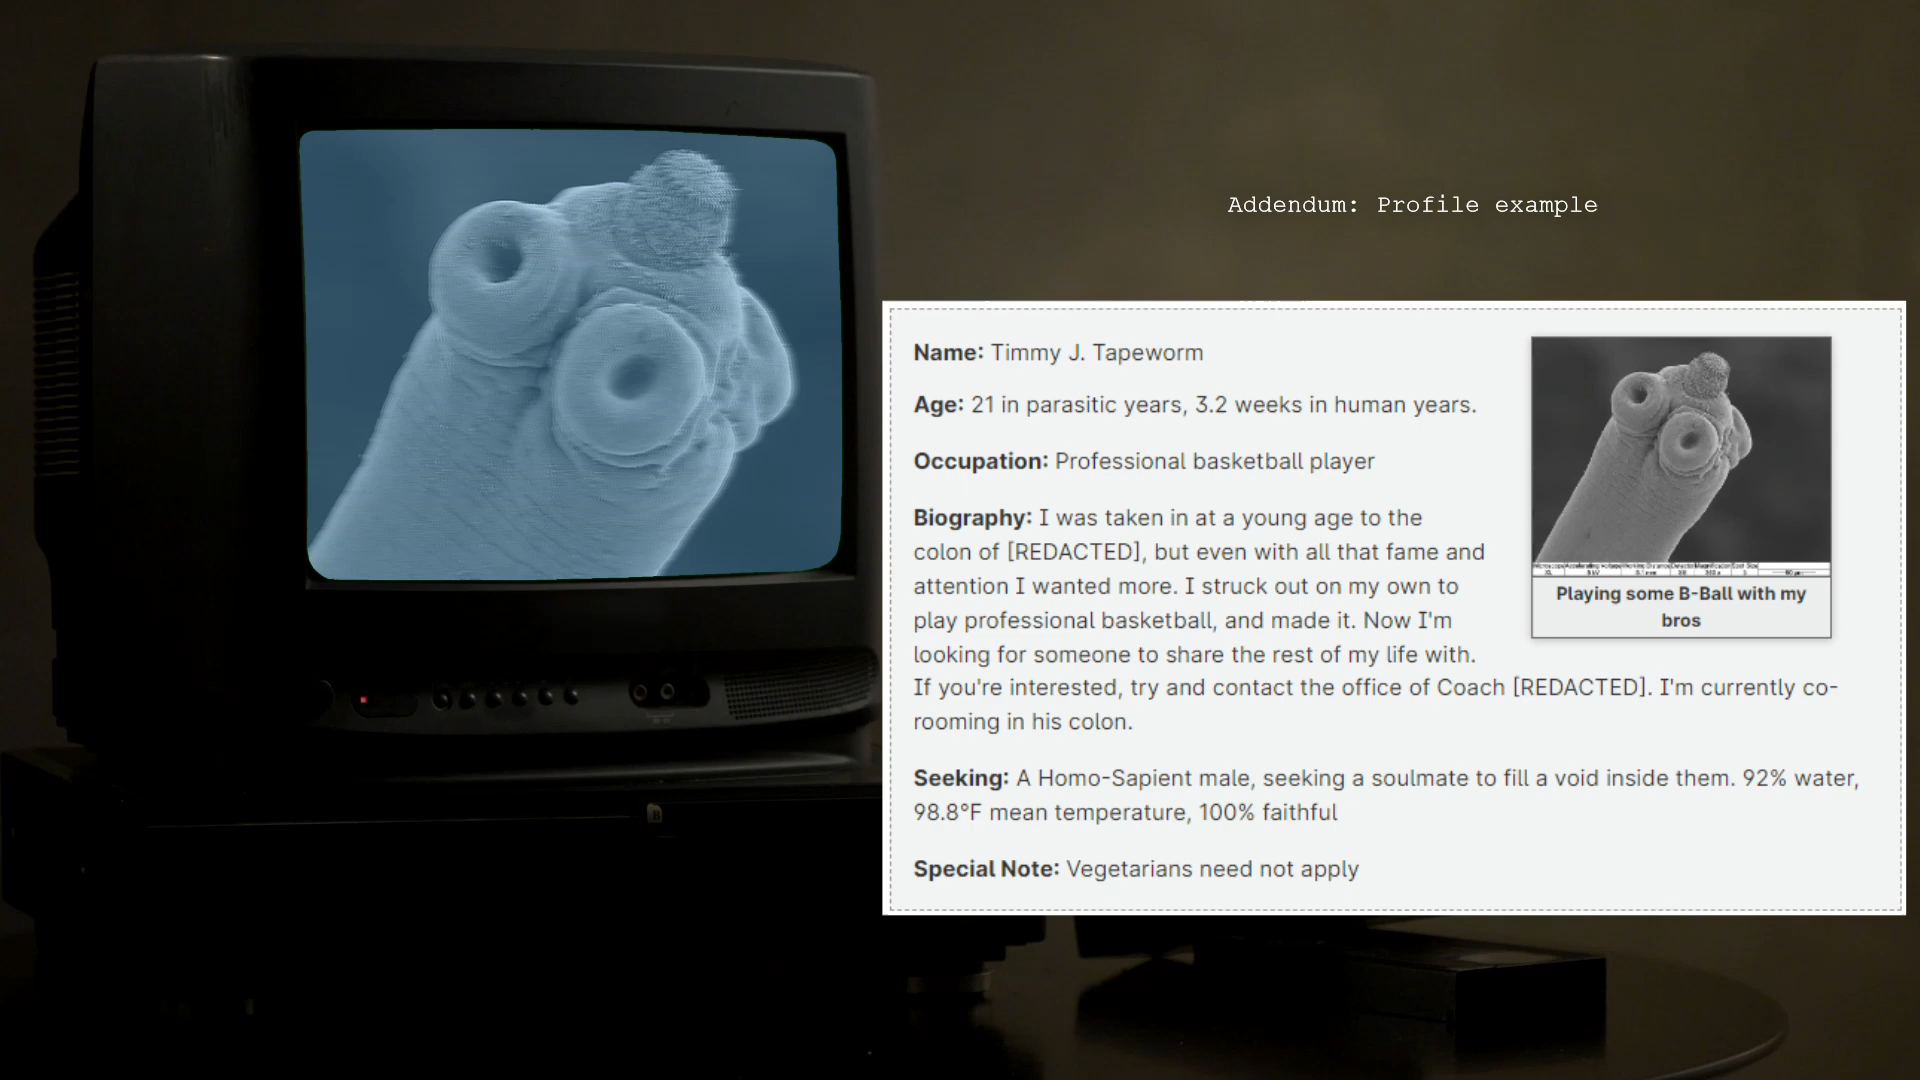 Addendum: Profile example
Name: Timmy J. Tapeworm
Age: 21 in parasitic years, 3.2 weeks in human years.
Occupation: Professional basketball player
Biography: I was taken in at a young age to the
colon of [REDACTED], but even with all that fame and
attention I wanted more. I struck out on my own to
play professional basketball, and made it. Now I'm
looking for someone to share the rest of my life with.
If you're interested, try and contact the office of Coach [REDACTED]. I'm currently co-
rooming in his colon.
Playing some B-Ball with my
bros
Seeking: A Homo-Sapient male, seeking a soulmate to fill a void inside them. 92% water,
98.8°F mean temperature, 100% faithful
Special Note: Vegetarians need not apply